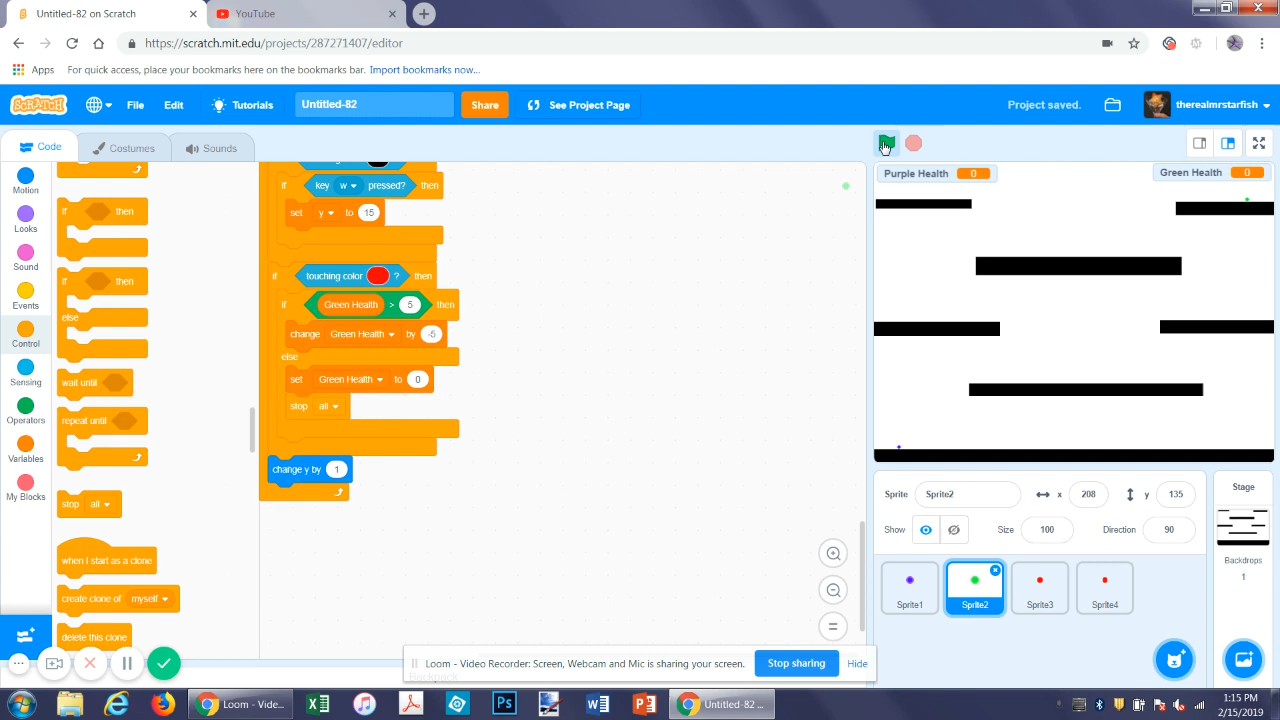 Untitled-82 on Scratch
YouTube
https://scratch.mit.edu/projects/287271407/editor
Apps For quick access, place your bookmarks here on the bookmarks bar. Import bookmarks now...
SCRATCH File Edit Tutorials Untitled-82 Share See Project Page Project saved. therealmrstarfish
Code Costumes Sounds
Motion
Looks
Sound
Events
Control
Sensing
Operators
Variables
My Blocks
if then
if then
else
wait until
repeat until
stop all
when I start as a clone
create clone of myself
delete this clone
if key w pressed? then
set y to 15
if touching color ? then
if Green Health > 5 then
change Green Health by -5
else
set Green Health to 0
stop all
change y by 1
Purple Health 0
Green Health 0
Sprite Sprite2 x 208 y 135
Show Size 100 Direction 90
Sprite1
Sprite2
Sprite3
Sprite4
Stage
Backdrops
1
Loom - Video Recorder: Screen, Webcam and Mic is sharing your screen. Stop sharing Hide
Backpack
Loom - Vide...
Untitled-82 ...
1:15 PM
2/15/2019